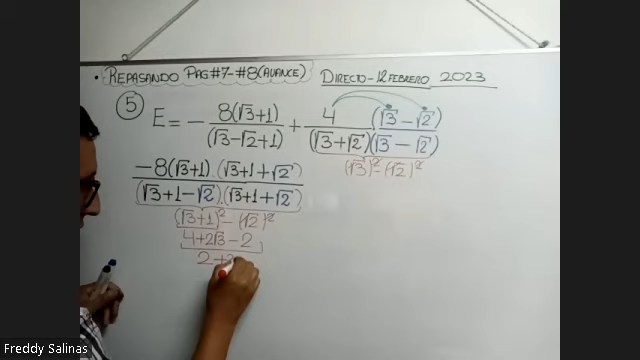 • REPASANDO PAG#7-#8(AVANCE) DIRECTO-12 FEBRERO 2023
5 E = - 8(√3+1) / (√3-√2+1) + 4 (√3-√2) / (√3+√2)(√3-√2)
(√3)² - (√2)²
-8(√3+1).(√3+1+√2)
(√3+1-√2).(√3+1+√2)
(√3+1)² - (√2)²
4+2√3-2
2+2
Freddy Salinas